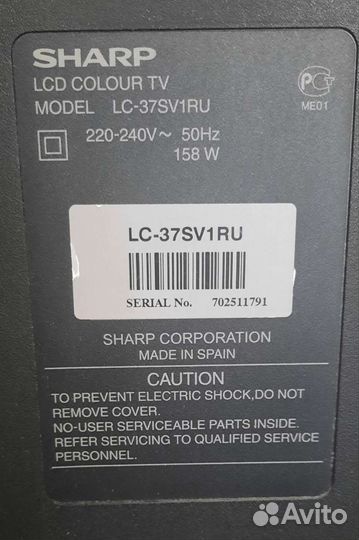 SHARP
LCD COLOUR TV
MODEL LC-37SV1RU
220-240V~ 50Hz
158 W
РСТ
ME01
LC-37SV1RU
SERIAL No. 702511791
SHARP CORPORATION
MADE IN SPAIN
CAUTION
TO PREVENT ELECTRIC SHOCK,DO NOT
REMOVE COVER.
NO-USER SERVICEABLE PARTS INSIDE.
REFER SERVICING TO QUALIFIED SERVICE
PERSONNEL.
Avito